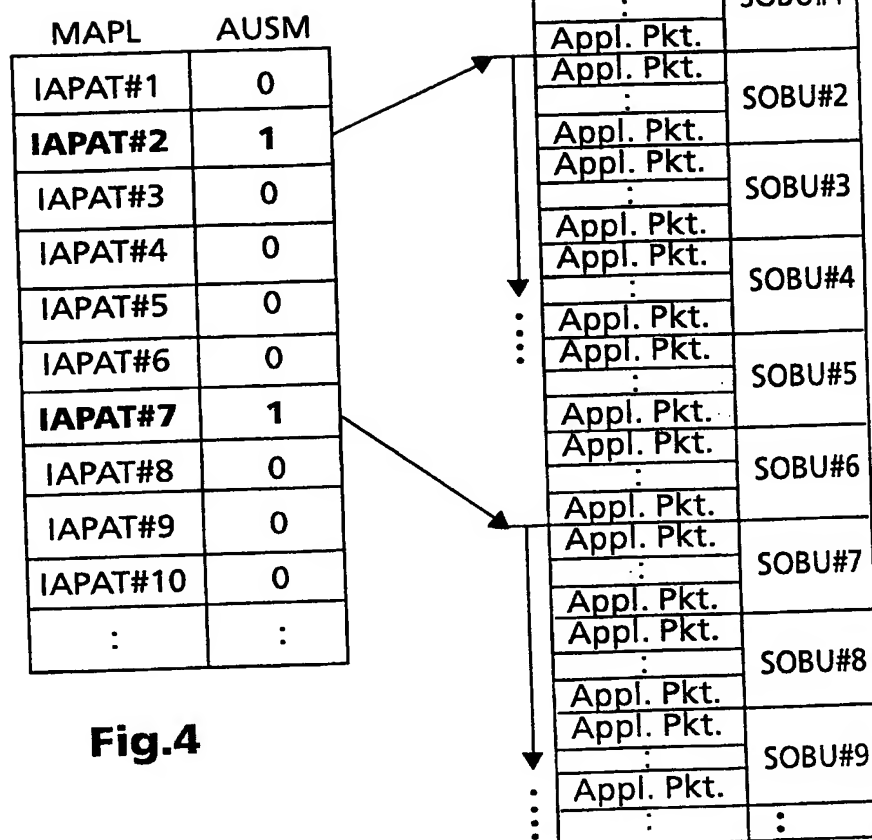 MAPL AUSM
IAPAT#1 0
IAPAT#2 1
IAPAT#3 0
IAPAT#4 0
IAPAT#5 0
IAPAT#6 0
IAPAT#7 1
IAPAT#8 0
IAPAT#9 0
IAPAT#10 0
: :
Fig.4
:
Appl. Pkt.
Appl. Pkt.
:
Appl. Pkt.
SOBU#2
Appl. Pkt.
:
Appl. Pkt.
SOBU#3
Appl. Pkt.
:
Appl. Pkt.
SOBU#4
Appl. Pkt.
:
Appl. Pkt.
SOBU#5
Appl. Pkt.
:
Appl. Pkt.
SOBU#6
Appl. Pkt.
:
Appl. Pkt.
SOBU#7
Appl. Pkt.
:
Appl. Pkt.
SOBU#8
Appl. Pkt.
:
Appl. Pkt.
SOBU#9
: :